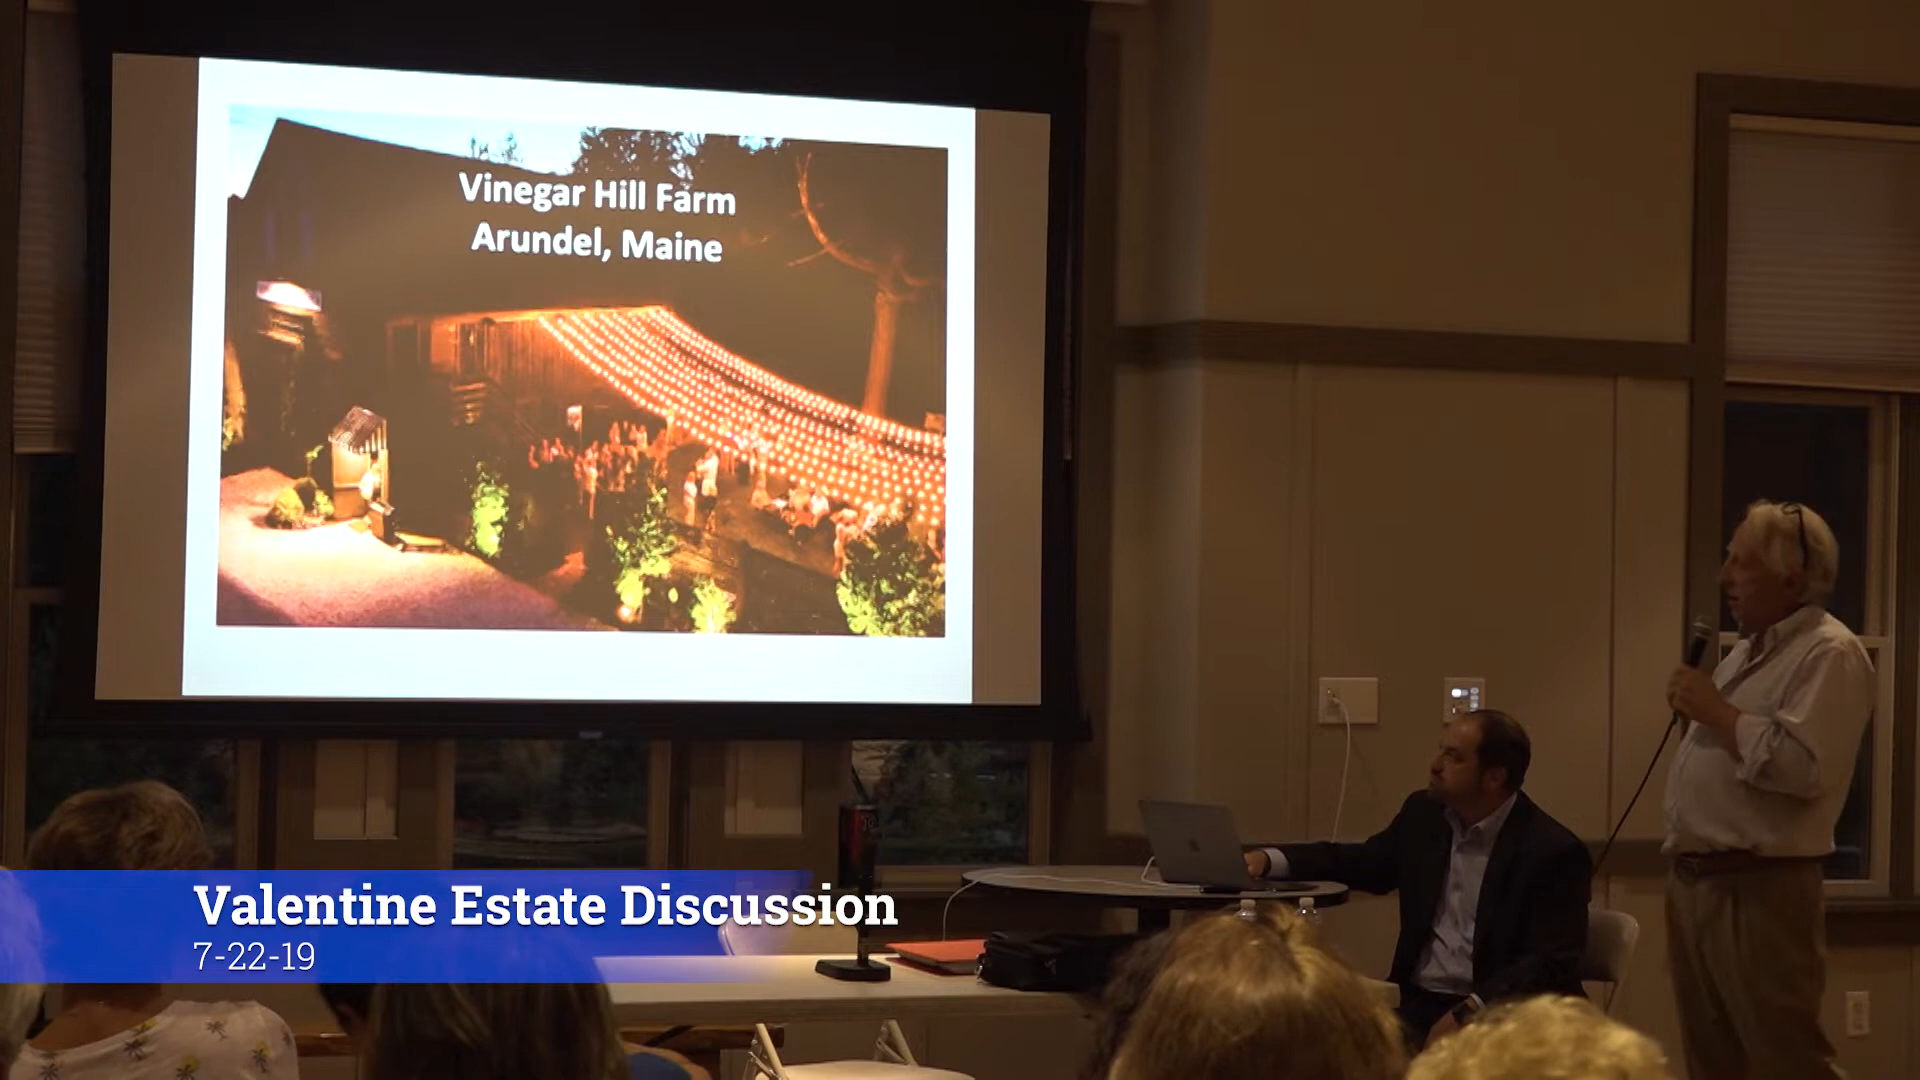 Vinegar Hill Farm
Arundel, Maine
Valentine Estate Discussion
7-22-19